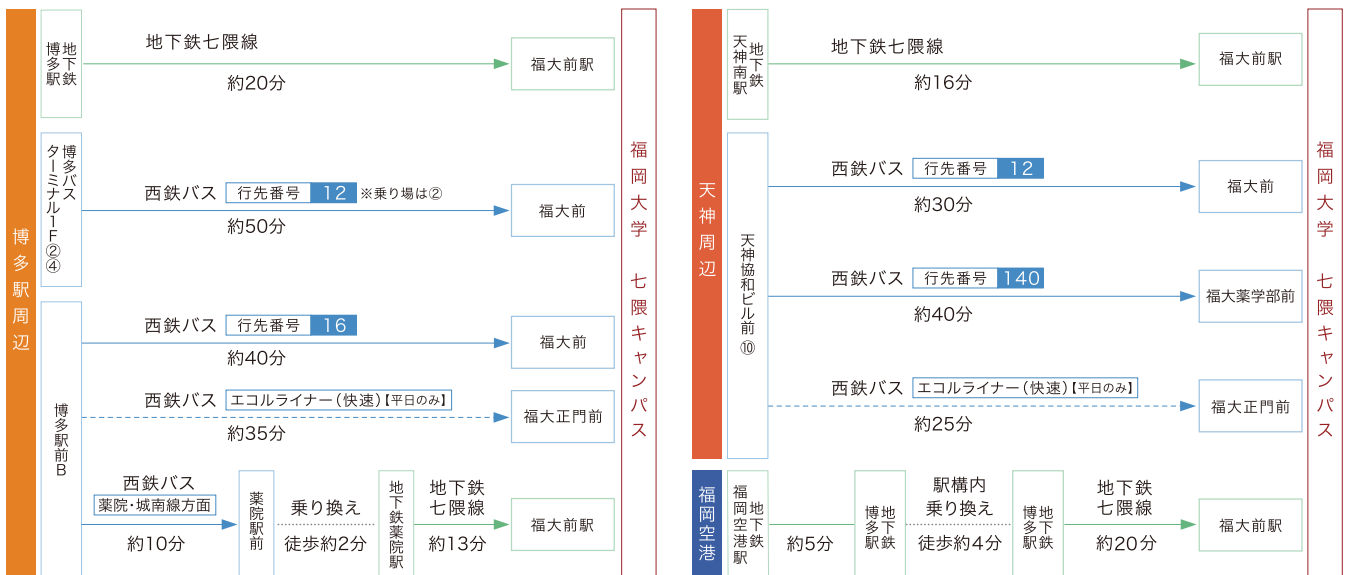 博多駅周辺
地下鉄
博多駅
地下鉄七隈線
約20分
福大前駅
博多バス
ターミナル1F②④
西鉄バス 行先番号 12 ※乗り場は②
約50分
福大前
博多駅前B
西鉄バス 行先番号 16
約40分
福大前
西鉄バス エコルライナー(快速)【平日のみ】
約35分
福大正門前
西鉄バス
薬院・城南線方面
約10分
薬院駅前
乗り換え
徒歩約2分
地下鉄薬院駅
地下鉄
七隈線
約13分
福大前駅
福岡大学 七隈キャンパス
天神周辺
地下鉄
天神南駅
地下鉄七隈線
約16分
福大前駅
天神協和ビル前⑩
西鉄バス 行先番号 12
約30分
福大前
西鉄バス 行先番号 140
約40分
福大薬学部前
西鉄バス エコルライナー(快速)【平日のみ】
約25分
福大正門前
福岡空港
地下鉄
福岡空港駅
約5分
地下鉄
博多駅
駅構内
乗り換え
徒歩約4分
地下鉄
博多駅
地下鉄
七隈線
約20分
福大前駅
福岡大学 七隈キャンパス